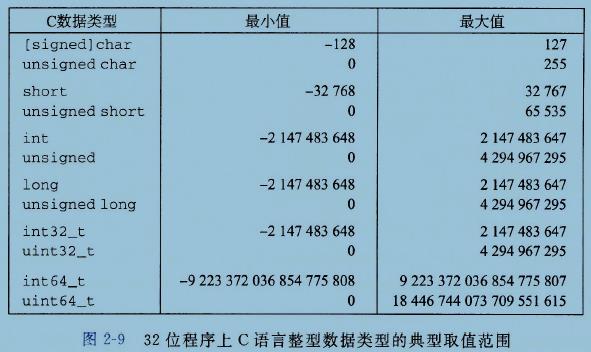 C数据类型 最小值 最大值
[signed]char -128 127
unsigned char 0 255
short -32 768 32 767
unsigned short 0 65 535
int -2 147 483 648 2 147 483 647
unsigned 0 4 294 967 295
long -2 147 483 648 2 147 483 647
unsigned long 0 4 294 967 295
int32_t -2 147 483 648 2 147 483 647
uint32_t 0 4 294 967 295
int64_t -9 223 372 036 854 775 808 9 223 372 036 854 775 807
uint64_t 0 18 446 744 073 709 551 615
图 2-9 32 位程序上 C 语言整型数据类型的典型取值范围